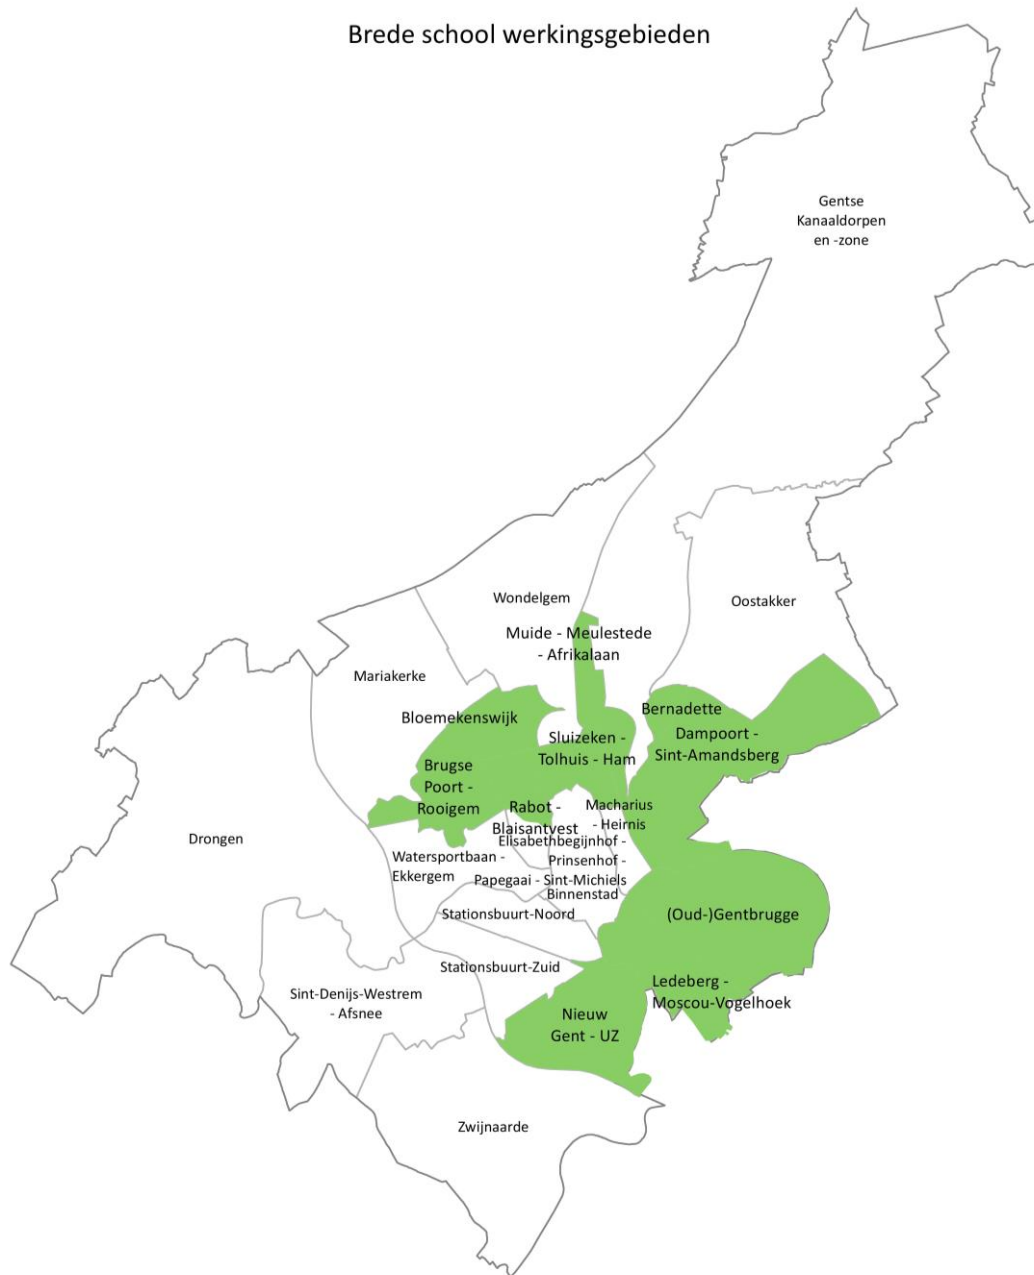 Brede school werkingsgebieden
Gentse
Kanaaldorpen
en -zone
Wondelgem
Oostakker
Muide - Meulestede
- Afrikalaan
Mariakerke
Bloemekenswijk
Bernadette
Sluizeken -
Tolhuis - Ham
Dampoort -
Sint-Amandsberg
Brugse
Poort -
Rooigem
Rabot -
Blaisantvest
Macharius
- Heirnis
Drongen
Elisabethbegijnhof -
Prinsenhof -
Papegaai - Sint-Michiels
Watersportbaan -
Ekkergem
Binnenstad
Stationsbuurt-Noord
(Oud-)Gentbrugge
Stationsbuurt-Zuid
Ledeberg -
Moscou-Vogelhoek
Sint-Denijs-Westrem
- Afsnee
Nieuw
Gent - UZ
Zwijnaarde